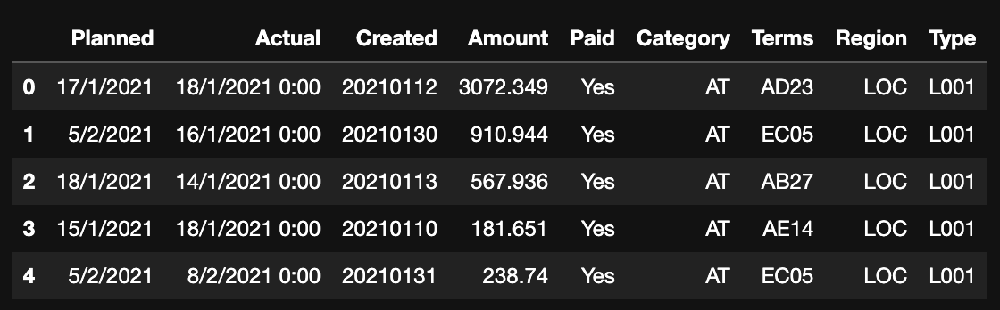 Planned Actual Created Amount Paid Category Terms Region Type
0 17/1/2021 18/1/2021 0:00 20210112 3072.349 Yes AT AD23 LOC L001
1 5/2/2021 16/1/2021 0:00 20210130 910.944 Yes AT EC05 LOC L001
2 18/1/2021 14/1/2021 0:00 20210113 567.936 Yes AT AB27 LOC L001
3 15/1/2021 18/1/2021 0:00 20210110 181.651 Yes AT AE14 LOC L001
4 5/2/2021 8/2/2021 0:00 20210131 238.74 Yes AT EC05 LOC L001